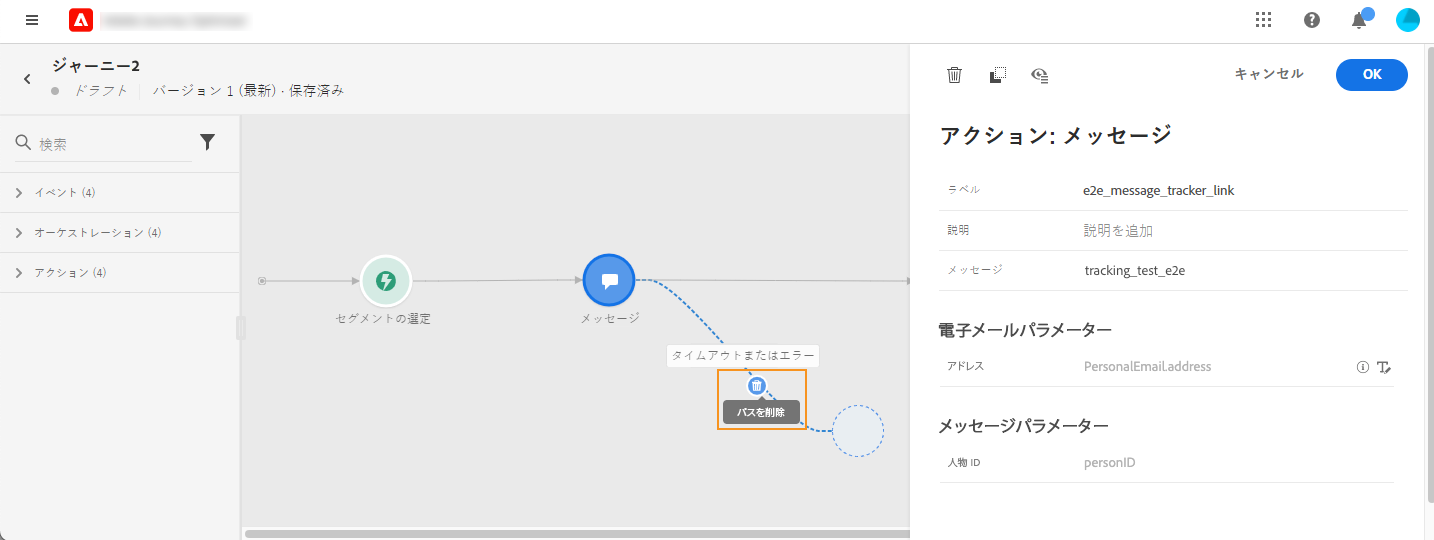 ジャーニー2
ドラフト
バージョン 1 (最新) · 保存済み
検索
イベント (4)
オーケストレーション (4)
アクション (4)
セグメントの選定
メッセージ
タイムアウトまたはエラー
パスを削除
キャンセル
OK
アクション: メッセージ
ラベル
e2e_message_tracker_link
説明
説明を追加
メッセージ
tracking_test_e2e
電子メールパラメーター
アドレス
PersonalEmail.address
メッセージパラメーター
人物 ID
personID